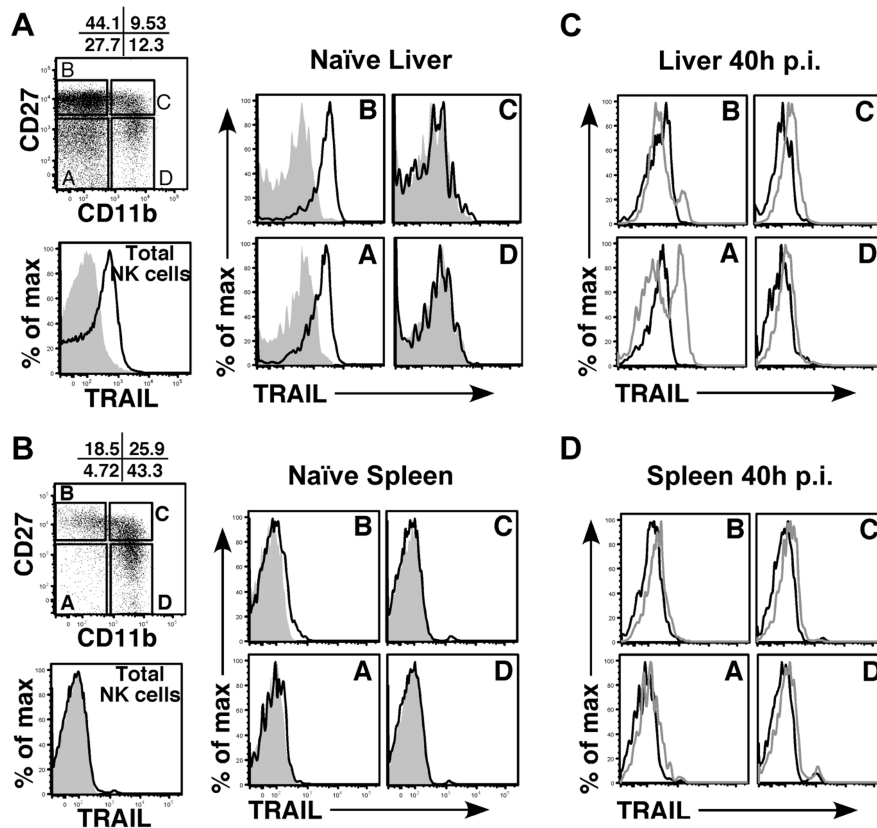 A
44.1 9.53
27.7 12.3
B
C
A
D
CD27
CD11b
Total
NK cells
% of max
TRAIL
Naïve Liver
B
C
A
D
% of max
TRAIL
C
Liver 40h p.i.
B
C
A
D
% of max
TRAIL
B
18.5 25.9
4.72 43.3
B
C
A
D
CD27
CD11b
Total
NK cells
% of max
TRAIL
Naïve Spleen
B
C
A
D
% of max
TRAIL
D
Spleen 40h p.i.
B
C
A
D
% of max
TRAIL